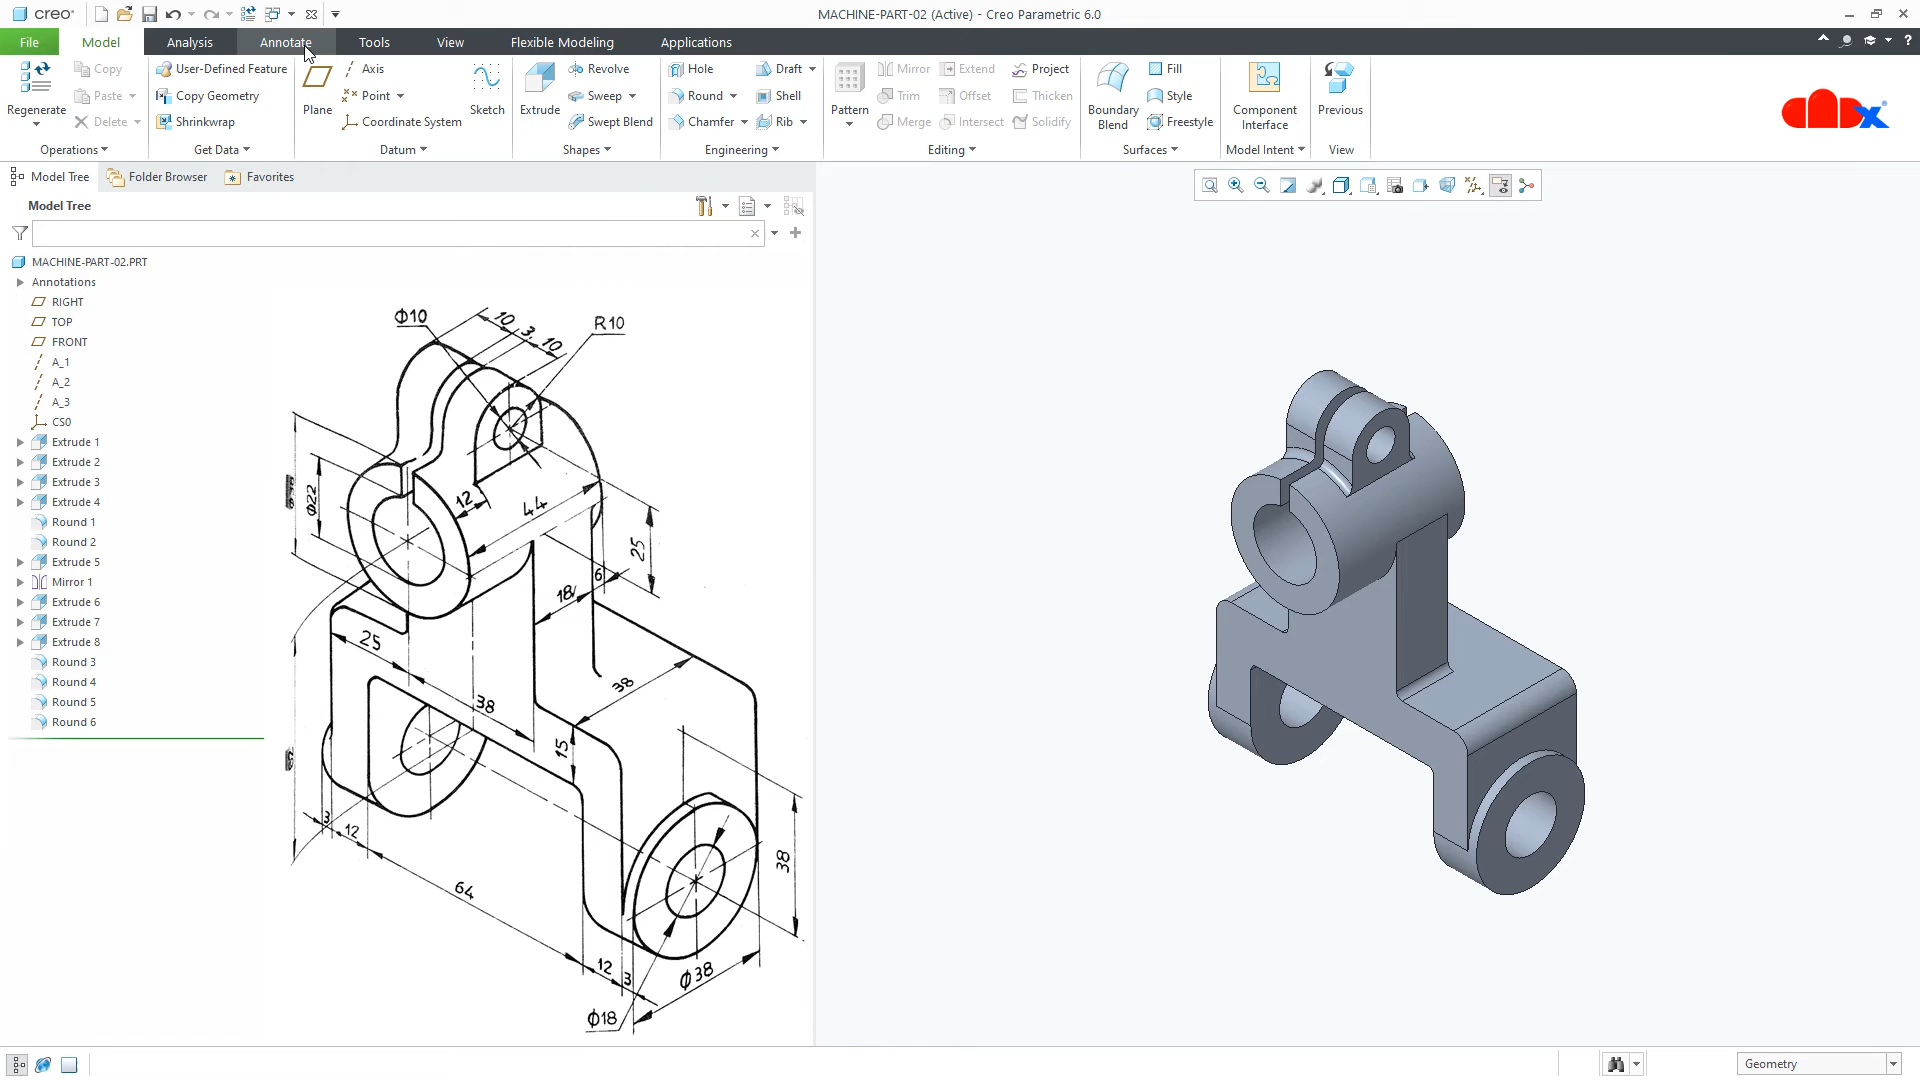 creo®
MACHINE-PART-02 (Active) - Creo Parametric 6.0
File
Model
Analysis
Annotate
Tools
View
Flexible Modeling
Applications
Regenerate
Copy
Paste
Delete
Operations
User-Defined Feature
Copy Geometry
Shrinkwrap
Get Data
Plane
Axis
Point
Coordinate System
Sketch
Datum
Extrude
Revolve
Sweep
Swept Blend
Shapes
Hole
Round
Chamfer
Draft
Shell
Rib
Engineering
Pattern
Mirror
Trim
Merge
Extend
Offset
Intersect
Project
Thicken
Solidify
Editing
Boundary
Blend
Fill
Style
Freestyle
Surfaces
Component
Interface
Model Intent
Previous
View
Model Tree
Folder Browser
Favorites
Model Tree
MACHINE-PART-02.PRT
Annotations
RIGHT
TOP
FRONT
A_1
A_2
A_3
CS0
Extrude 1
Extrude 2
Extrude 3
Extrude 4
Round 1
Round 2
Extrude 5
Mirror 1
Extrude 6
Extrude 7
Extrude 8
Round 3
Round 4
Round 5
Round 6
Φ10
10
3
10
R10
Φ22
12
44
25
6
18
25
38
38
15
3
12
64
38
12
3
Φ38
Φ18
Geometry